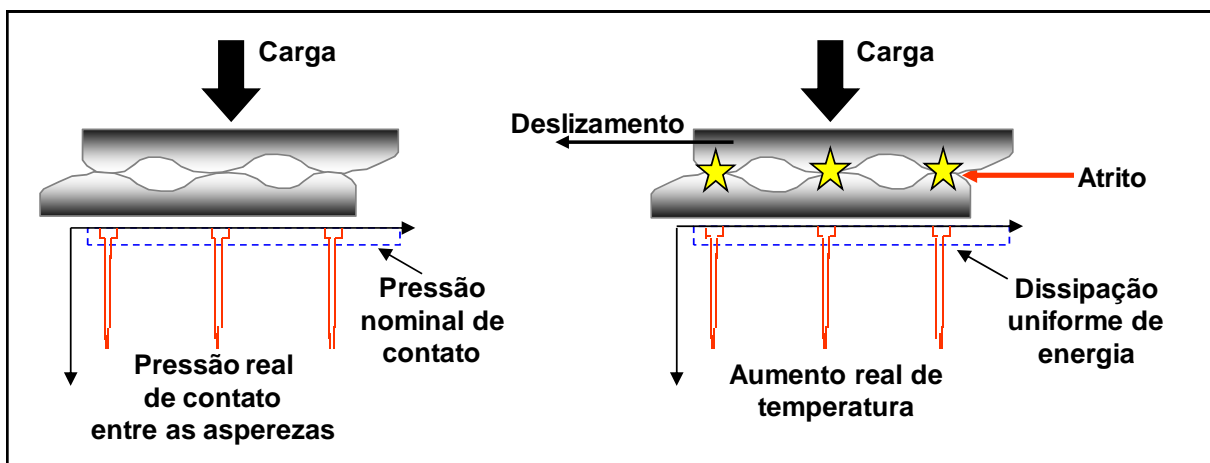 Carga
Pressão
nominal de
contato
Pressão real
de contato
entre as asperezas
Carga
Deslizamento
Atrito
Dissipação
uniforme de
energia
Aumento real de
temperatura